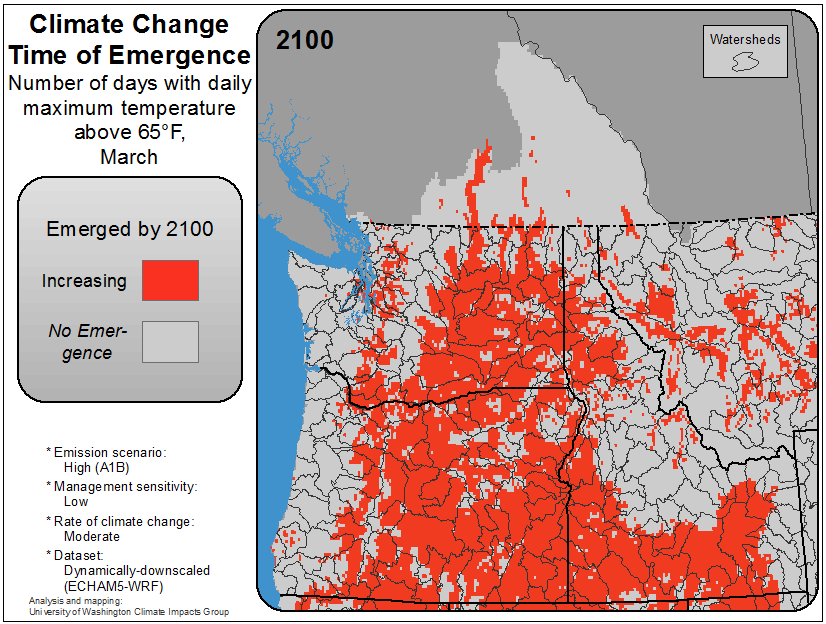 Climate Change
Time of Emergence
Number of days with daily
maximum temperature
above 65°F,
March
Emerged by 2100
Increasing
No Emer-
gence
* Emission scenario:
High (A1B)
* Management sensitivity:
Low
* Rate of climate change:
Moderate
* Dataset:
Dynamically-downscaled
(ECHAM5-WRF)
Analysis and mapping:
University of Washington Climate Impacts Group
2100
Watersheds